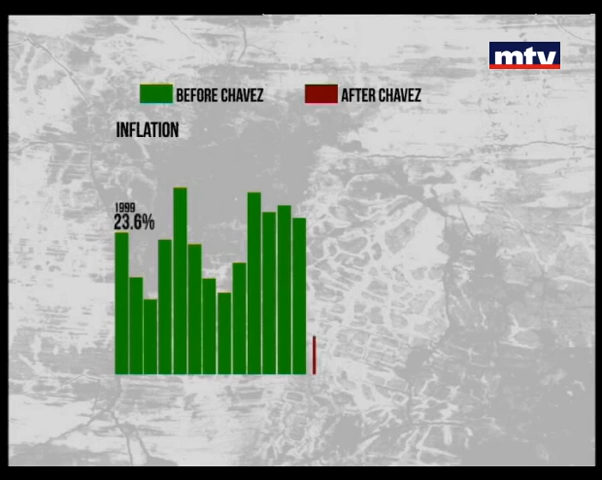 mtv
BEFORE CHAVEZ
AFTER CHAVEZ
INFLATION
1999
23.6%